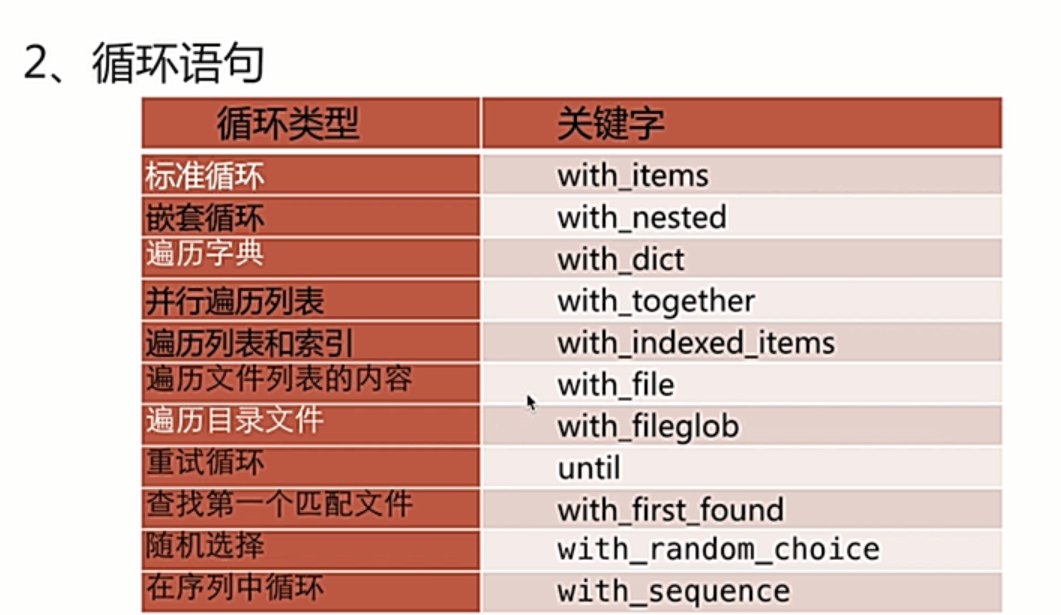 2、循环语句
循环类型 关键字
标准循环 with_items
嵌套循环 with_nested
遍历字典 with_dict
并行遍历列表 with_together
遍历列表和索引 with_indexed_items
遍历文件列表的内容 with_file
遍历目录文件 with_fileglob
重试循环 until
查找第一个匹配文件 with_first_found
随机选择 with_random_choice
在序列中循环 with_sequence